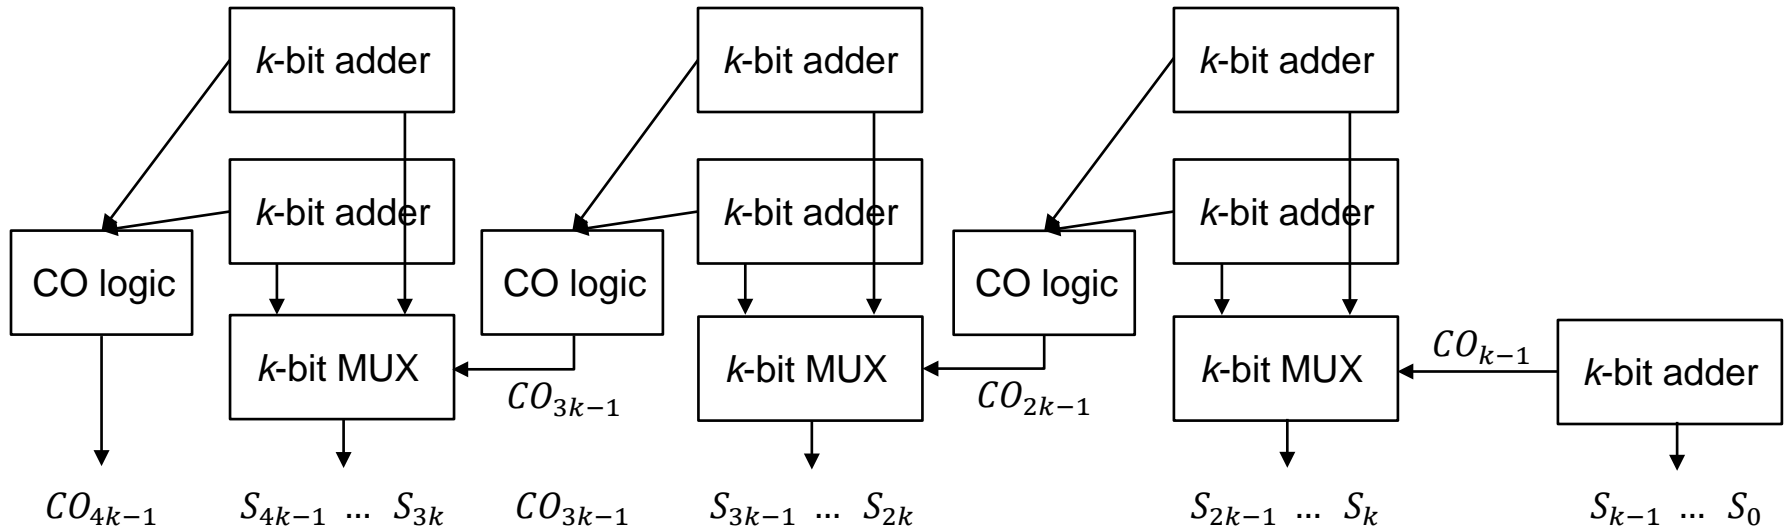 k-bit adder k-bit adder k-bit adder
k-bit adder k-bit adder k-bit adder
CO logic CO logic CO logic
k-bit MUX k-bit MUX k-bit MUX k-bit adder
CO_{k−1}
CO_{3k−1} CO_{2k−1}
CO_{4k−1} S_{4k−1} … S_{3k} CO_{3k−1} S_{3k−1} … S_{2k} S_{2k−1} … S_k S_{k−1} … S_0